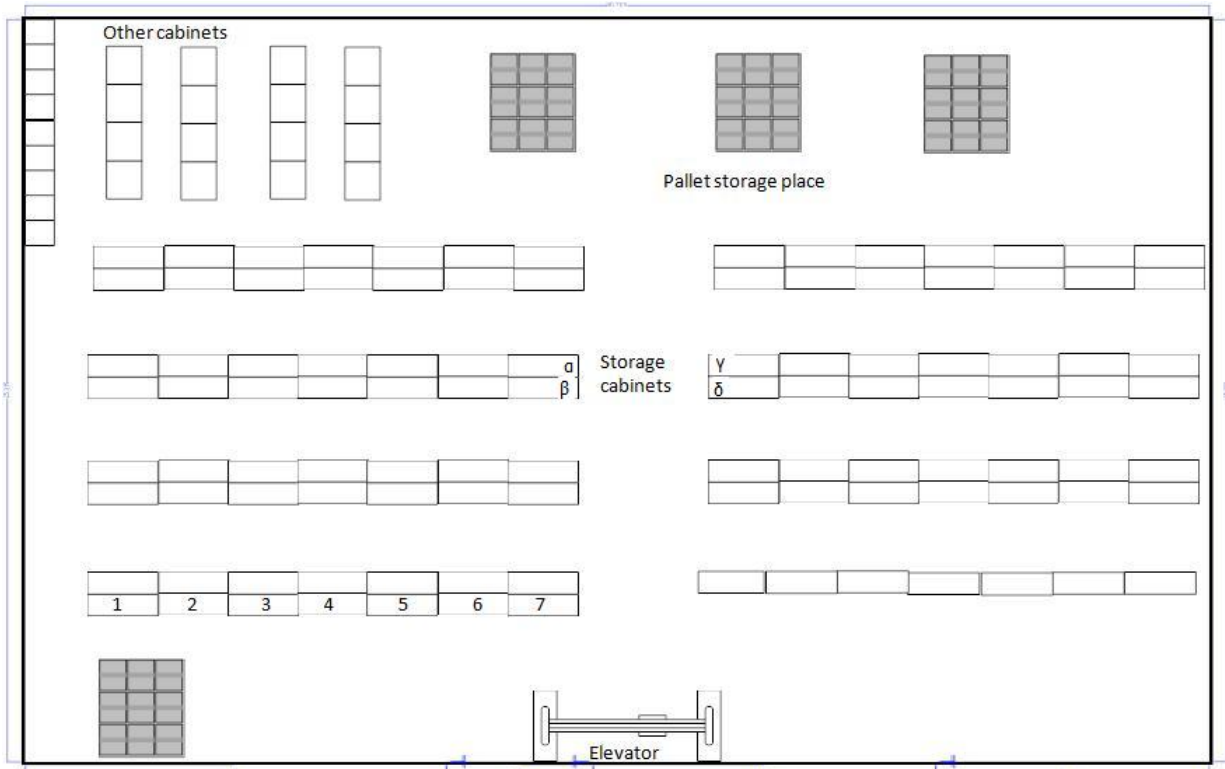 Other cabinets
Pallet storage place
α
Storage
γ
β
cabinets
δ
1 2 3 4 5 6 7
Elevator